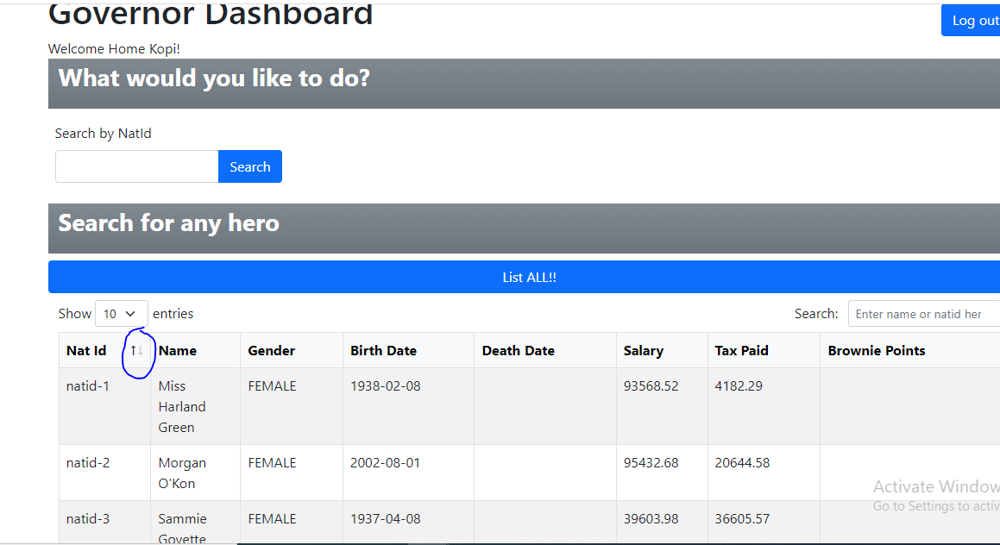 Governor Dashboard
Log out
Welcome Home Kopi!
What would you like to do?
Search by NatId
Search
Search for any hero
List ALL!!
Show 10 entries Search: Enter name or natid her
Nat Id ↑↓ Name Gender Birth Date Death Date Salary Tax Paid Brownie Points
natid-1 Miss FEMALE 1938-02-08 93568.52 4182.29
Harland
Green
natid-2 Morgan FEMALE 2002-08-01 95432.68 20644.58
O'Kon
Activate Window
Go to Settings to activ
natid-3 Sammie FEMALE 1937-04-08 39603.98 36605.57
Goyette